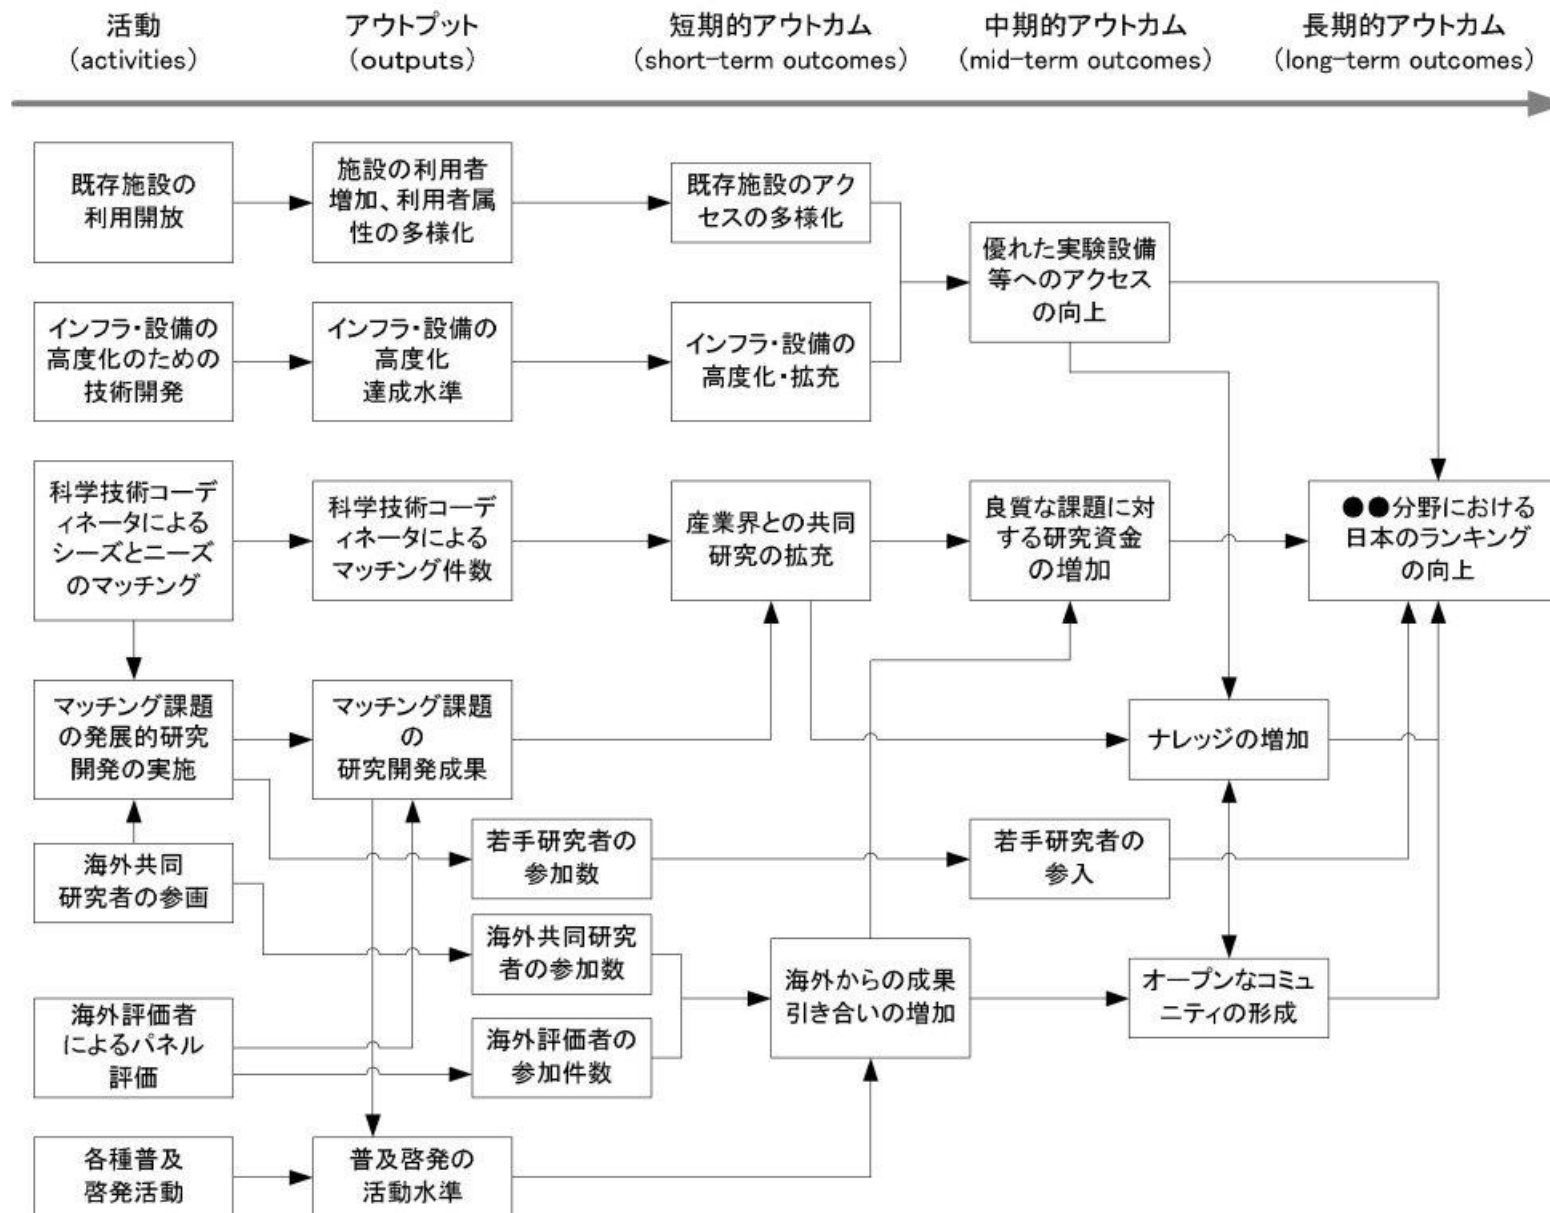 活動
(activities)
アウトプット
(outputs)
短期的アウトカム
(short-term outcomes)
中期的アウトカム
(mid-term outcomes)
長期的アウトカム
(long-term outcomes)
既存施設の
利用開放
施設の利用者
増加、利用者属
性の多様化
既存施設のアク
セスの多様化
優れた実験設備
等へのアクセス
の向上
インフラ・設備の
高度化のための
技術開発
インフラ・設備の
高度化
達成水準
インフラ・設備の
高度化・拡充
科学技術コーデ
ィネータによる
シーズとニーズ
のマッチング
科学技術コーデ
ィネータによる
マッチング件数
産業界との共同
研究の拡充
良質な課題に対
する研究資金
の増加
●●分野における
日本のランキング
の向上
マッチング課題
の発展的研究
開発の実施
マッチング課題
の
研究開発成果
ナレッジの増加
若手研究者の
参加数
若手研究者の
参入
海外共同
研究者の参画
海外共同研究
者の参加数
海外からの成果
引き合いの増加
オープンなコミュ
ニティの形成
海外評価者
によるパネル
評価
海外評価者の
参加件数
各種普及
啓発活動
普及啓発の
活動水準